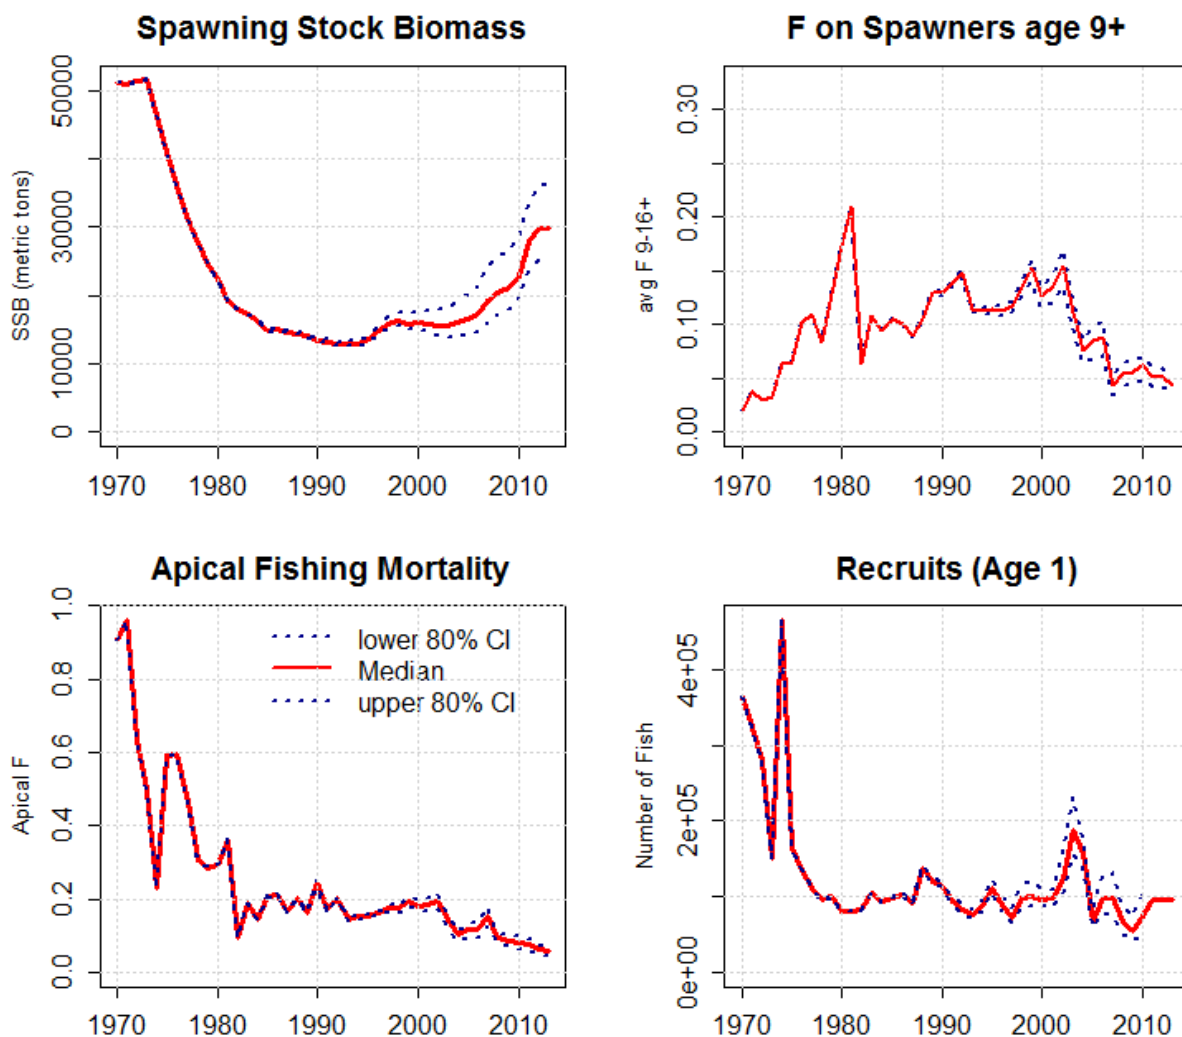 Spawning Stock Biomass
SSB (metric tons)
50000
30000
10000
0
1970 1980 1990 2000 2010
F on Spawners age 9+
avg F 9-16+
0.30
0.20
0.10
0.00
1970 1980 1990 2000 2010
Apical Fishing Mortality
Apical F
1.0
0.8
0.6
0.4
0.2
0.0
lower 80% CI
Median
upper 80% CI
1970 1980 1990 2000 2010
Recruits (Age 1)
Number of Fish
4e+05
2e+05
0e+00
1970 1980 1990 2000 2010